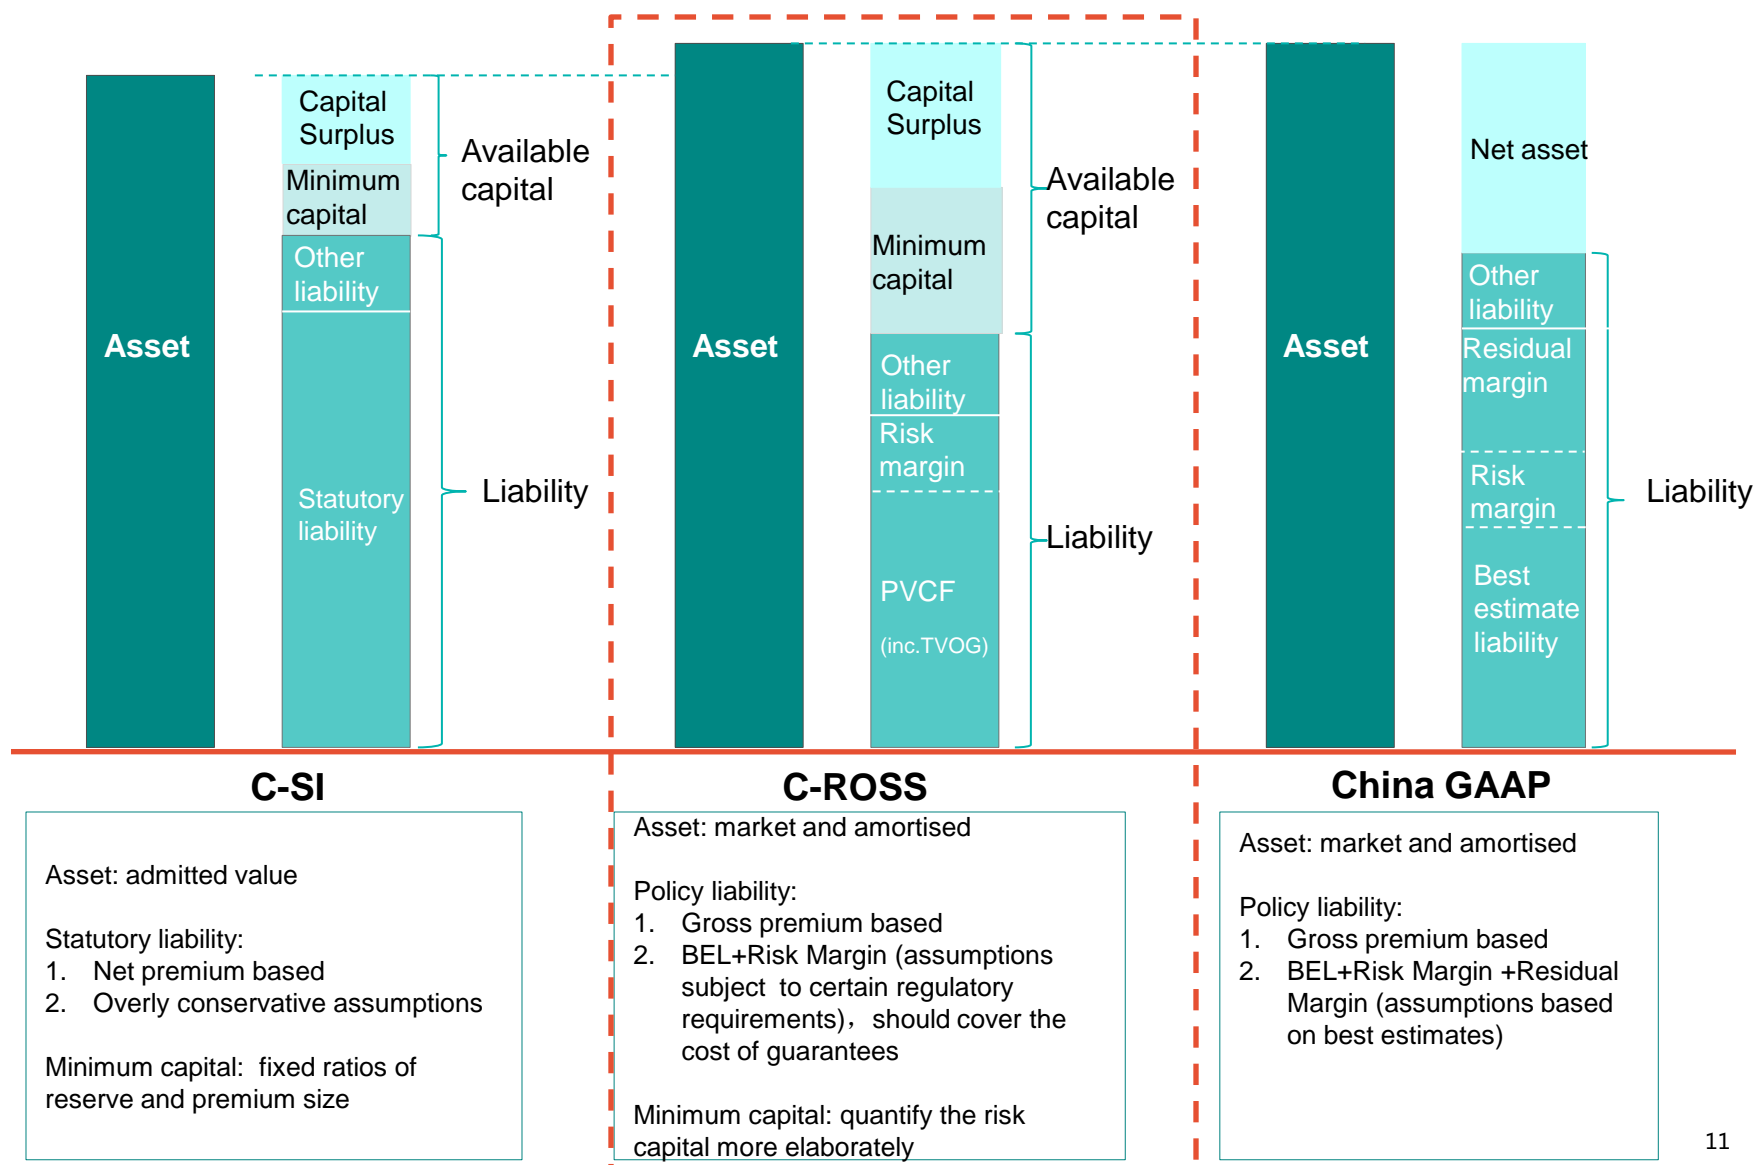 Asset
Capital
Surplus
Minimum
capital
Other
liability
Statutory
liability
Available
capital
Liability
Asset
Capital
Surplus
Minimum
capital
Other
liability
Risk
margin
PVCF
(inc.TVOG)
Available
capital
Liability
Asset
Net asset
Other
liability
Residual
margin
Risk
margin
Best
estimate
liability
Liability
C-SI
Asset: admitted value
Statutory liability:
1. Net premium based
2. Overly conservative assumptions
Minimum capital: fixed ratios of
reserve and premium size
C-ROSS
Asset: market and amortised
Policy liability:
1. Gross premium based
2. BEL+Risk Margin (assumptions
subject to certain regulatory
requirements)，should cover the
cost of guarantees
Minimum capital: quantify the risk
capital more elaborately
China GAAP
Asset: market and amortised
Policy liability:
1. Gross premium based
2. BEL+Risk Margin +Residual
Margin (assumptions based
on best estimates)
11